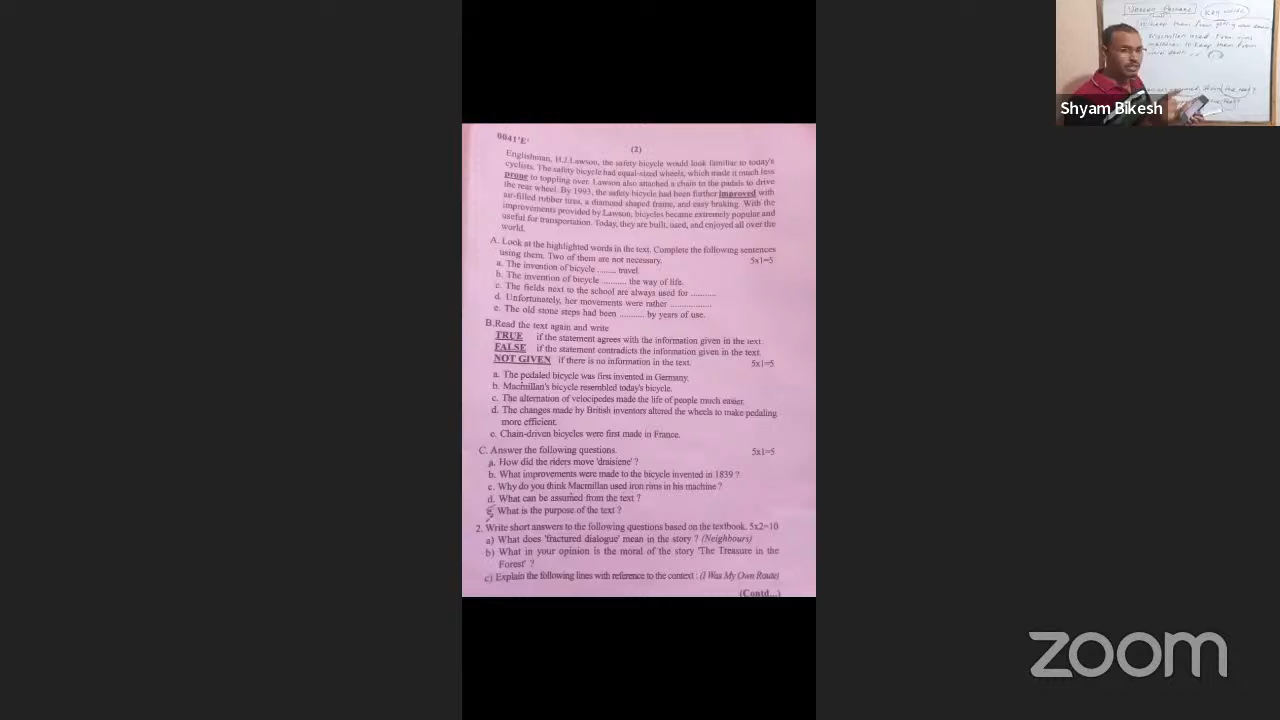 Shyam Bikesh
0041'E'
(2)
Englishman, H.J.Lawson, the safety bicycle would look familiar to today's
cyclists. The safety bicycle had equal-sized wheels, which made it much less
prone to toppling over. Lawson also attached a chain to the padals to drive
the rear wheel. By 1993, the safety bicycle had been further improved with
air-filled rubber tires, a diamond shaped frame, and easy braking. With the
improvements provided by Lawson, bicycles became extremely popular and
useful for transportation. Today, they are built, used, and enjoyed all over the
world.
A. Look at the highlighted words in the text. Complete the following sentences
using them. Two of them are not necessary. 5x1=5
a. The invention of bicycle ........ travel.
b. The invention of bicycle ........... the way of life.
c. The fields next to the school are always used for ...........
d. Unfortunately, her movements were rather ..................
e. The old stone steps had been ........... by years of use.
B.Read the text again and write
TRUE if the statement agrees with the information given in the text.
FALSE if the statement contradicts the information given in the text.
NOT GIVEN if there is no information in the text. 5x1=5
a. The pedaled bicycle was first invented in Germany.
b. Macmillan's bicycle resembled today's bicycle.
c. The alternation of velocipedes made the life of people much easier.
d. The changes made by British inventors altered the wheels to make pedaling
more efficient.
e. Chain-driven bicycles were first made in France.
C. Answer the following questions. 5x1=5
a. How did the riders move 'draisiene' ?
b. What improvements were made to the bicycle invented in 1839 ?
c. Why do you think Macmillan used iron rims in his machine ?
d. What can be assumed from the text ?
What is the purpose of the text ?
2. Write short answers to the following questions based on the textbook. 5x2=10
a) What does 'fractured dialogue' mean in the story ? (Neighbours)
b) What in your opinion is the moral of the story 'The Treasure in the
Forest' ?
c) Explain the following lines with reference to the context : (I Was My Own Route)
(Contd...)
zoom